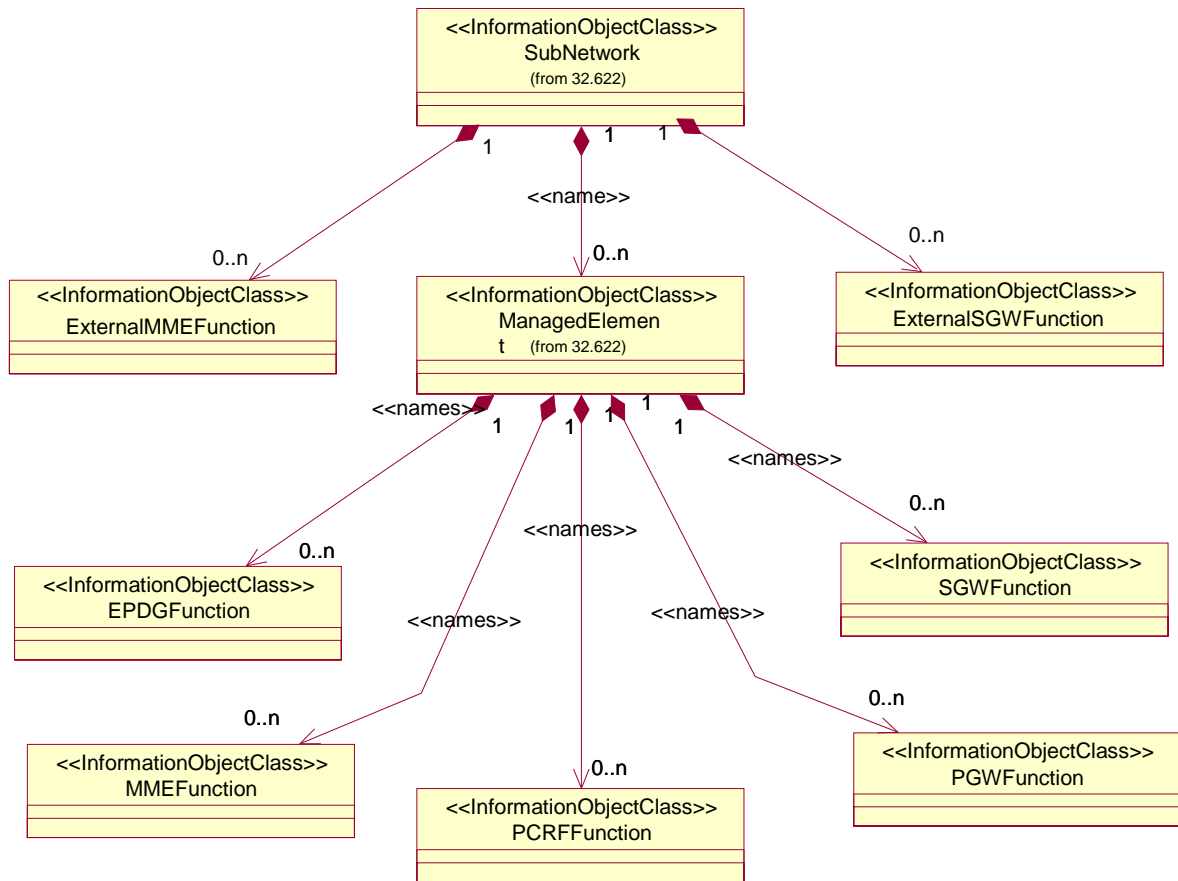 <<InformationObjectClass>>
SubNetwork
(from 32.622)
1
1
1
<<name>>
0..n
0..n
0..n
<<InformationObjectClass>>
ExternalMMEFunction
<<InformationObjectClass>>
ManagedElemen
t (from 32.622)
<<InformationObjectClass>>
ExternalSGWFunction
<<names>>
1
1
1
1
1
<<names>>
<<names>>
0..n
0..n
<<InformationObjectClass>>
EPDGFunction
<<InformationObjectClass>>
SGWFunction
<<names>>
<<names>>
0..n
0..n
0..n
<<InformationObjectClass>>
MMEFunction
<<InformationObjectClass>>
PCRFFunction
<<InformationObjectClass>>
PGWFunction